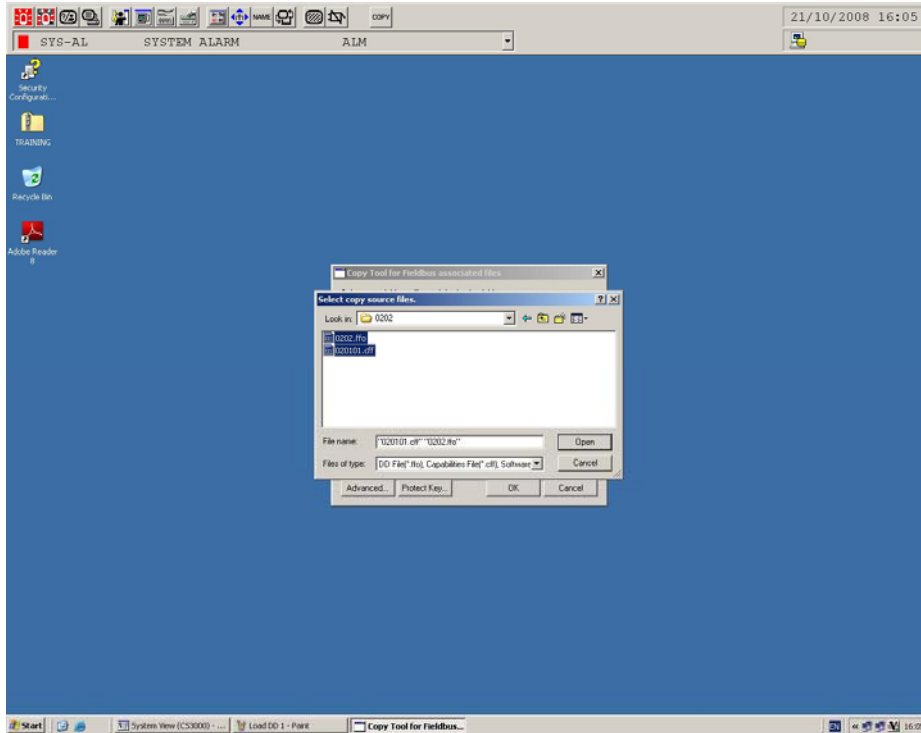 NAME
COPY
21/10/2008 16:05
SYS-AL SYSTEM ALARM ALM
Security
Configurati...
TRAINING
Recycle Bin
Adobe Reader
8
Copy Tool for Fieldbus associated files
Select copy source files.
Look in: 0202
0202.ffo
020101.cff
File name: "020101.cff" "0202.ffo"
Open
Files of type: DD File(*.ffo), Capabilities File(*.cff), Software
Cancel
Advanced... Protect Key... OK Cancel
Start
System View (CS3000) - ...
Load DD 1 - Paint
Copy Tool for Fieldbus...
EN